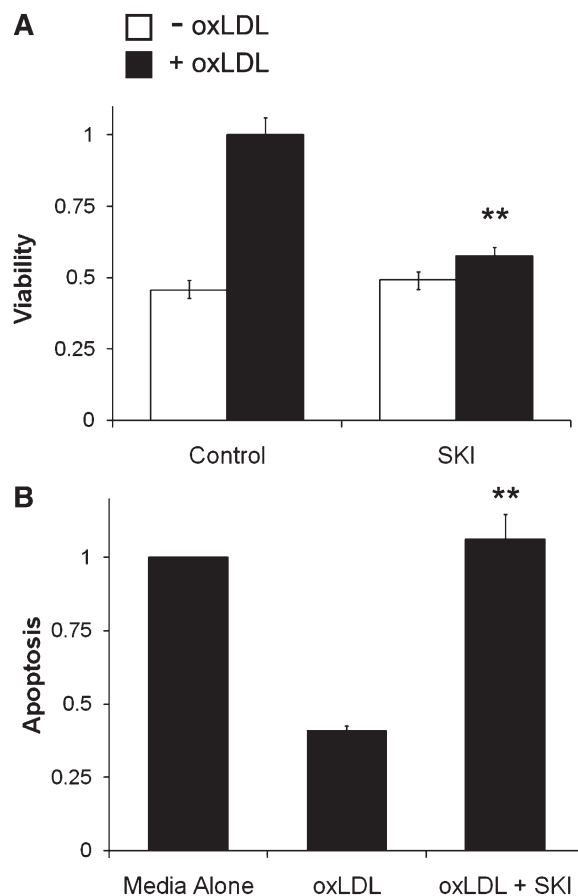 A
- oxLDL
+ oxLDL
1
0.75
**
0.5
0.25
0
Viability
Control SKI
B
**
1
0.75
0.5
0.25
0
Apoptosis
Media Alone oxLDL oxLDL + SKI